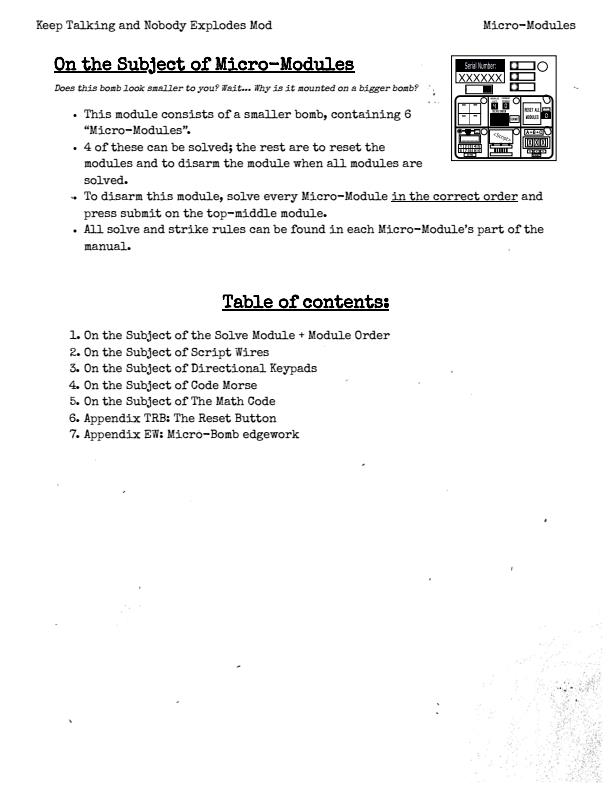 Keep Talking and Nobody Explodes Mod
Micro-Modules
On the Subject of Micro-Modules
Does this bomb look smaller to you? Wait... Why is it mounted on a bigger bomb?
Serial Number:
XXXXXX
RESET ALL
MODULES
<Script>
• This module consists of a smaller bomb, containing 6
“Micro-Modules”.
• 4 of these can be solved; the rest are to reset the
modules and to disarm the module when all modules are
solved.
• To disarm this module, solve every Micro-Module in the correct order and
press submit on the top-middle module.
• All solve and strike rules can be found in each Micro-Module’s part of the
manual.
Table of contents:
1. On the Subject of the Solve Module + Module Order
2. On the Subject of Script Wires
3. On the Subject of Directional Keypads
4. On the Subject of Code Morse
5. On the Subject of The Math Code
6. Appendix TRB: The Reset Button
7. Appendix EW: Micro-Bomb edgework